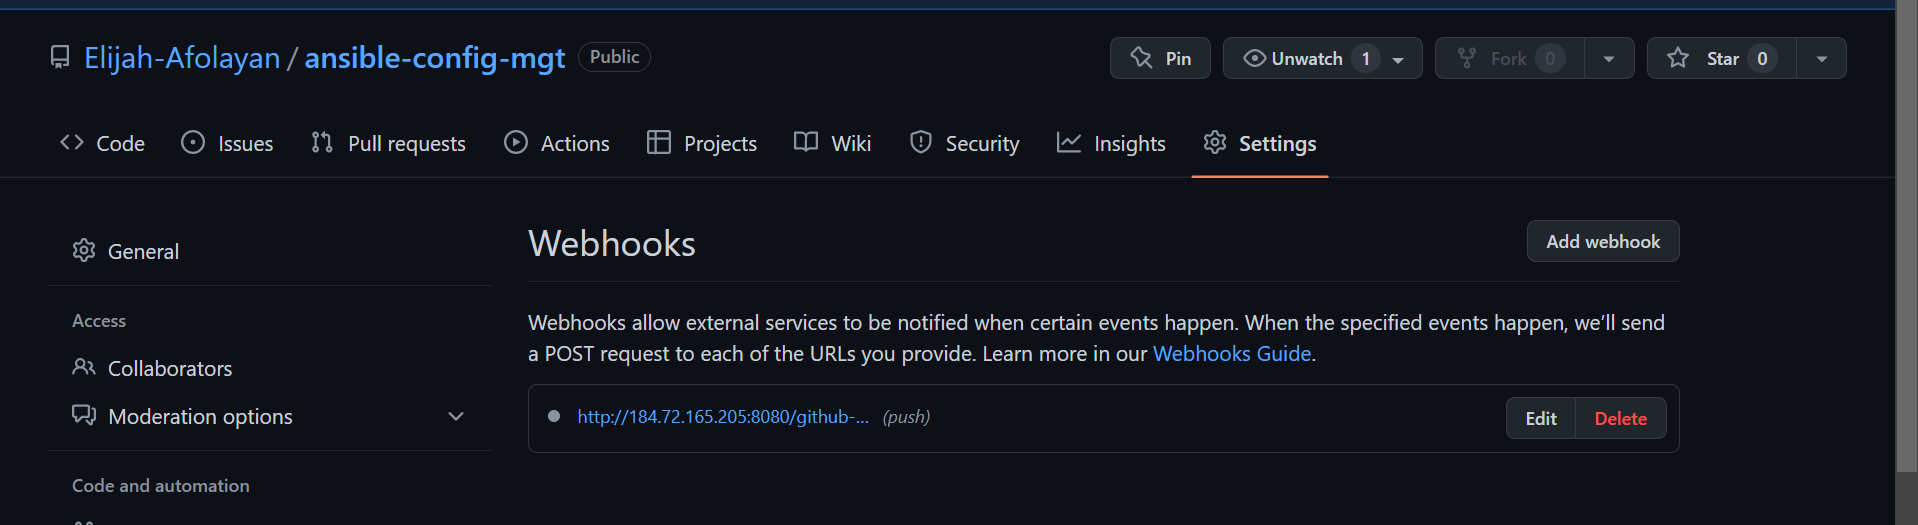 Elijah-Afolayan / ansible-config-mgt Public Pin Unwatch 1 Fork 0 Star 0
Code Issues Pull requests Actions Projects Wiki Security Insights Settings
General
Access
Collaborators
Moderation options
Code and automation
Webhooks Add webhook
Webhooks allow external services to be notified when certain events happen. When the specified events happen, we’ll send
a POST request to each of the URLs you provide. Learn more in our Webhooks Guide.
http://184.72.165.205:8080/github-... (push) Edit Delete